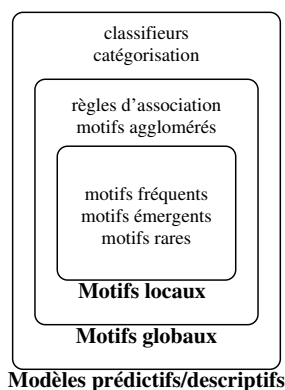 classifieurs
catégorisation
règles d'association
motifs agglomérés
motifs fréquents
motifs émergents
motifs rares
Motifs locaux
Motifs globaux
Modèles prédictifs/descriptifs